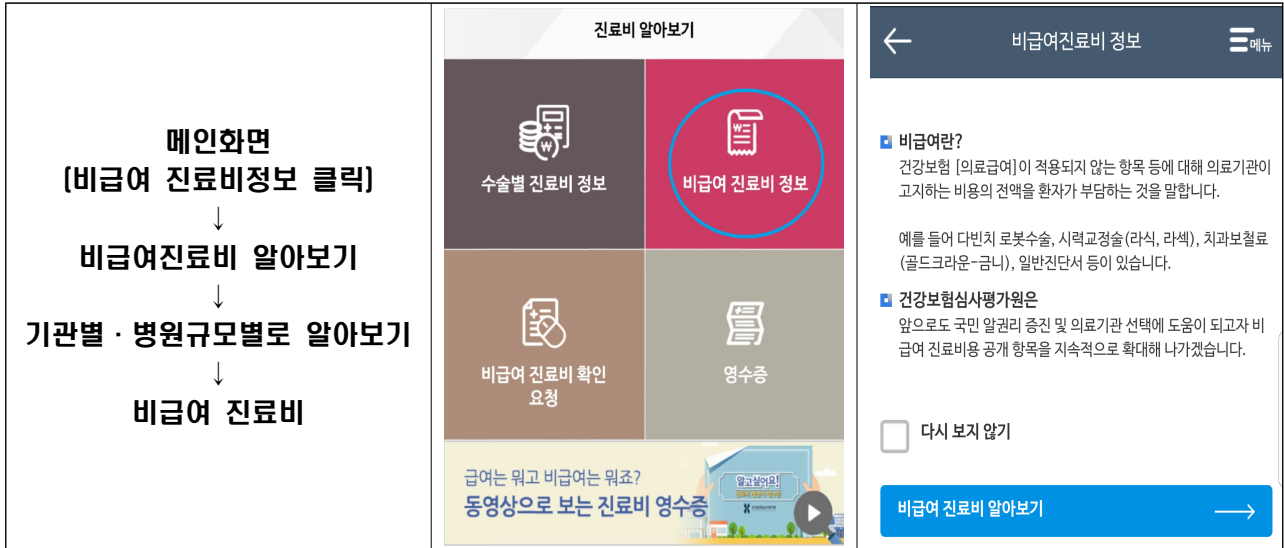 메인화면
(비급여 진료비정보 클릭)
↓
비급여진료비 알아보기
↓
기관별·병원규모별로 알아보기
↓
비급여 진료비
진료비 알아보기
수술별 진료비 정보
비급여 진료비 정보
비급여 진료비 확인
요청
영수증
급여는 뭐고 비급여는 뭐죠?
동영상으로 보는 진료비 영수증
알고싶어요!
비급여진료비 정보
메뉴
비급여란?
건강보험 [의료급여]이 적용되지 않는 항목 등에 대해 의료기관이
고지하는 비용의 전액을 환자가 부담하는 것을 말합니다.
예를 들어 다빈치 로봇수술, 시력교정술(라식, 라섹), 치과보철료
(골드크라운-금니), 일반진단서 등이 있습니다.
건강보험심사평가원은
앞으로도 국민 알권리 증진 및 의료기관 선택에 도움이 되고자 비
급여 진료비용 공개 항목을 지속적으로 확대해 나가겠습니다.
다시 보지 않기
비급여 진료비 알아보기